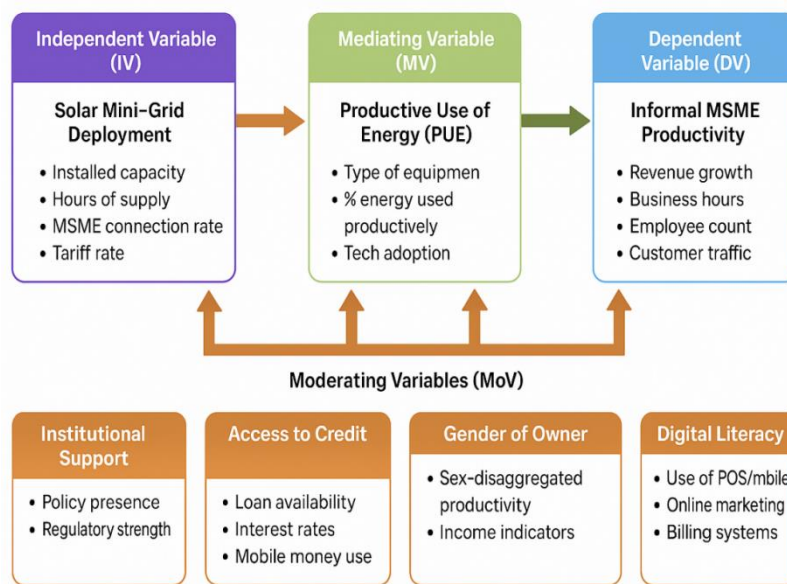 Independent Variable
(IV)
Solar Mini-Grid
Deployment
• Installed capacity
• Hours of supply
• MSME connection rate
• Tariff rate
Mediating Variable
(MV)
Productive Use of
Energy (PUE)
• Type of equipmen
• % energy used
productively
• Tech adoption
Dependent
Variable (DV)
Informal MSME
Productivity
• Revenue growth
• Business hours
• Employee count
• Customer traffic
Moderating Variables (MoV)
Institutional
Support
• Policy presence
• Regulatory strength
Access to Credit
• Loan availability
• Interest rates
• Mobile money use
Gender of Owner
• Sex-disaggregated
productivity
• Income indicators
Digital Literacy
• Use of POS/mbile
• Online marketing
• Billing systems